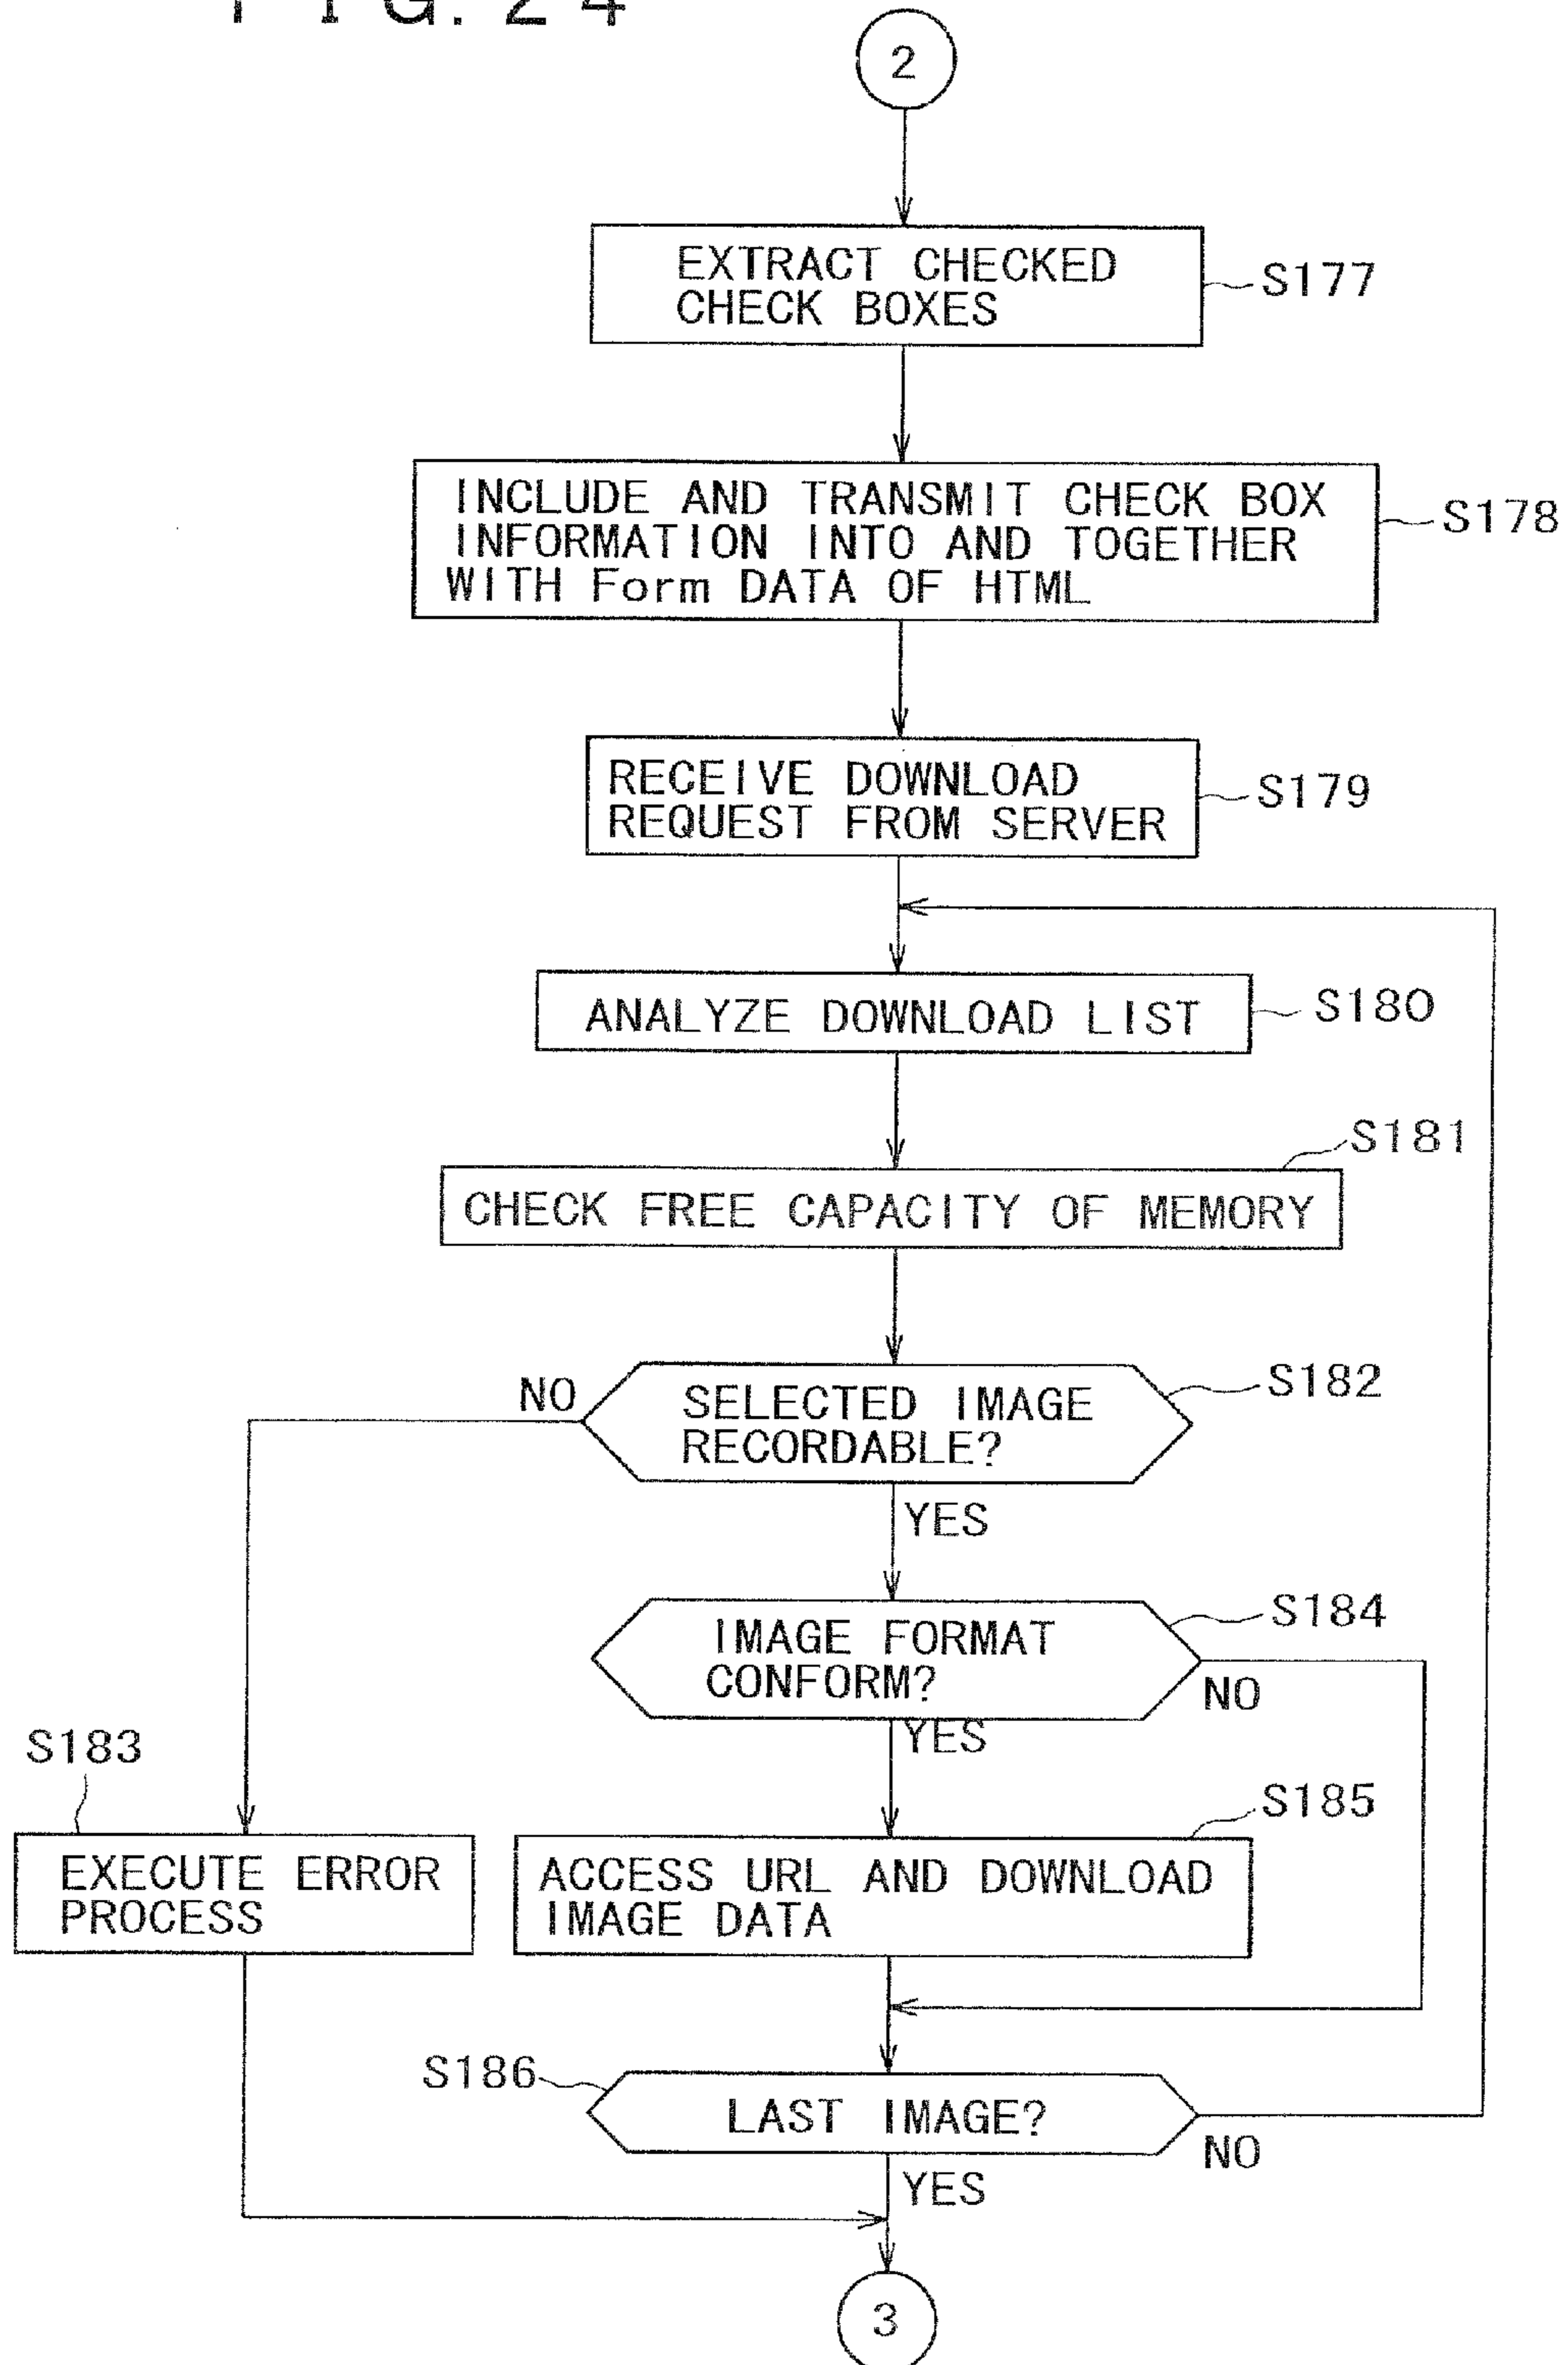 FIG. 24
2
EXTRACT CHECKED
CHECK BOXES
S177
INCLUDE AND TRANSMIT CHECK BOX
INFORMATION INTO AND TOGETHER
WITH Form DATA OF HTML
S178
RECEIVE DOWNLOAD
REQUEST FROM SERVER
S179
ANALYZE DOWNLOAD LIST
S180
S181
CHECK FREE CAPACITY OF MEMORY
NO
SELECTED IMAGE
RECORDABLE?
S182
YES
IMAGE FORMAT
CONFORM?
S184
NO
YES
S183
EXECUTE ERROR
PROCESS
S185
ACCESS URL AND DOWNLOAD
IMAGE DATA
S186
LAST IMAGE?
NO
YES
3